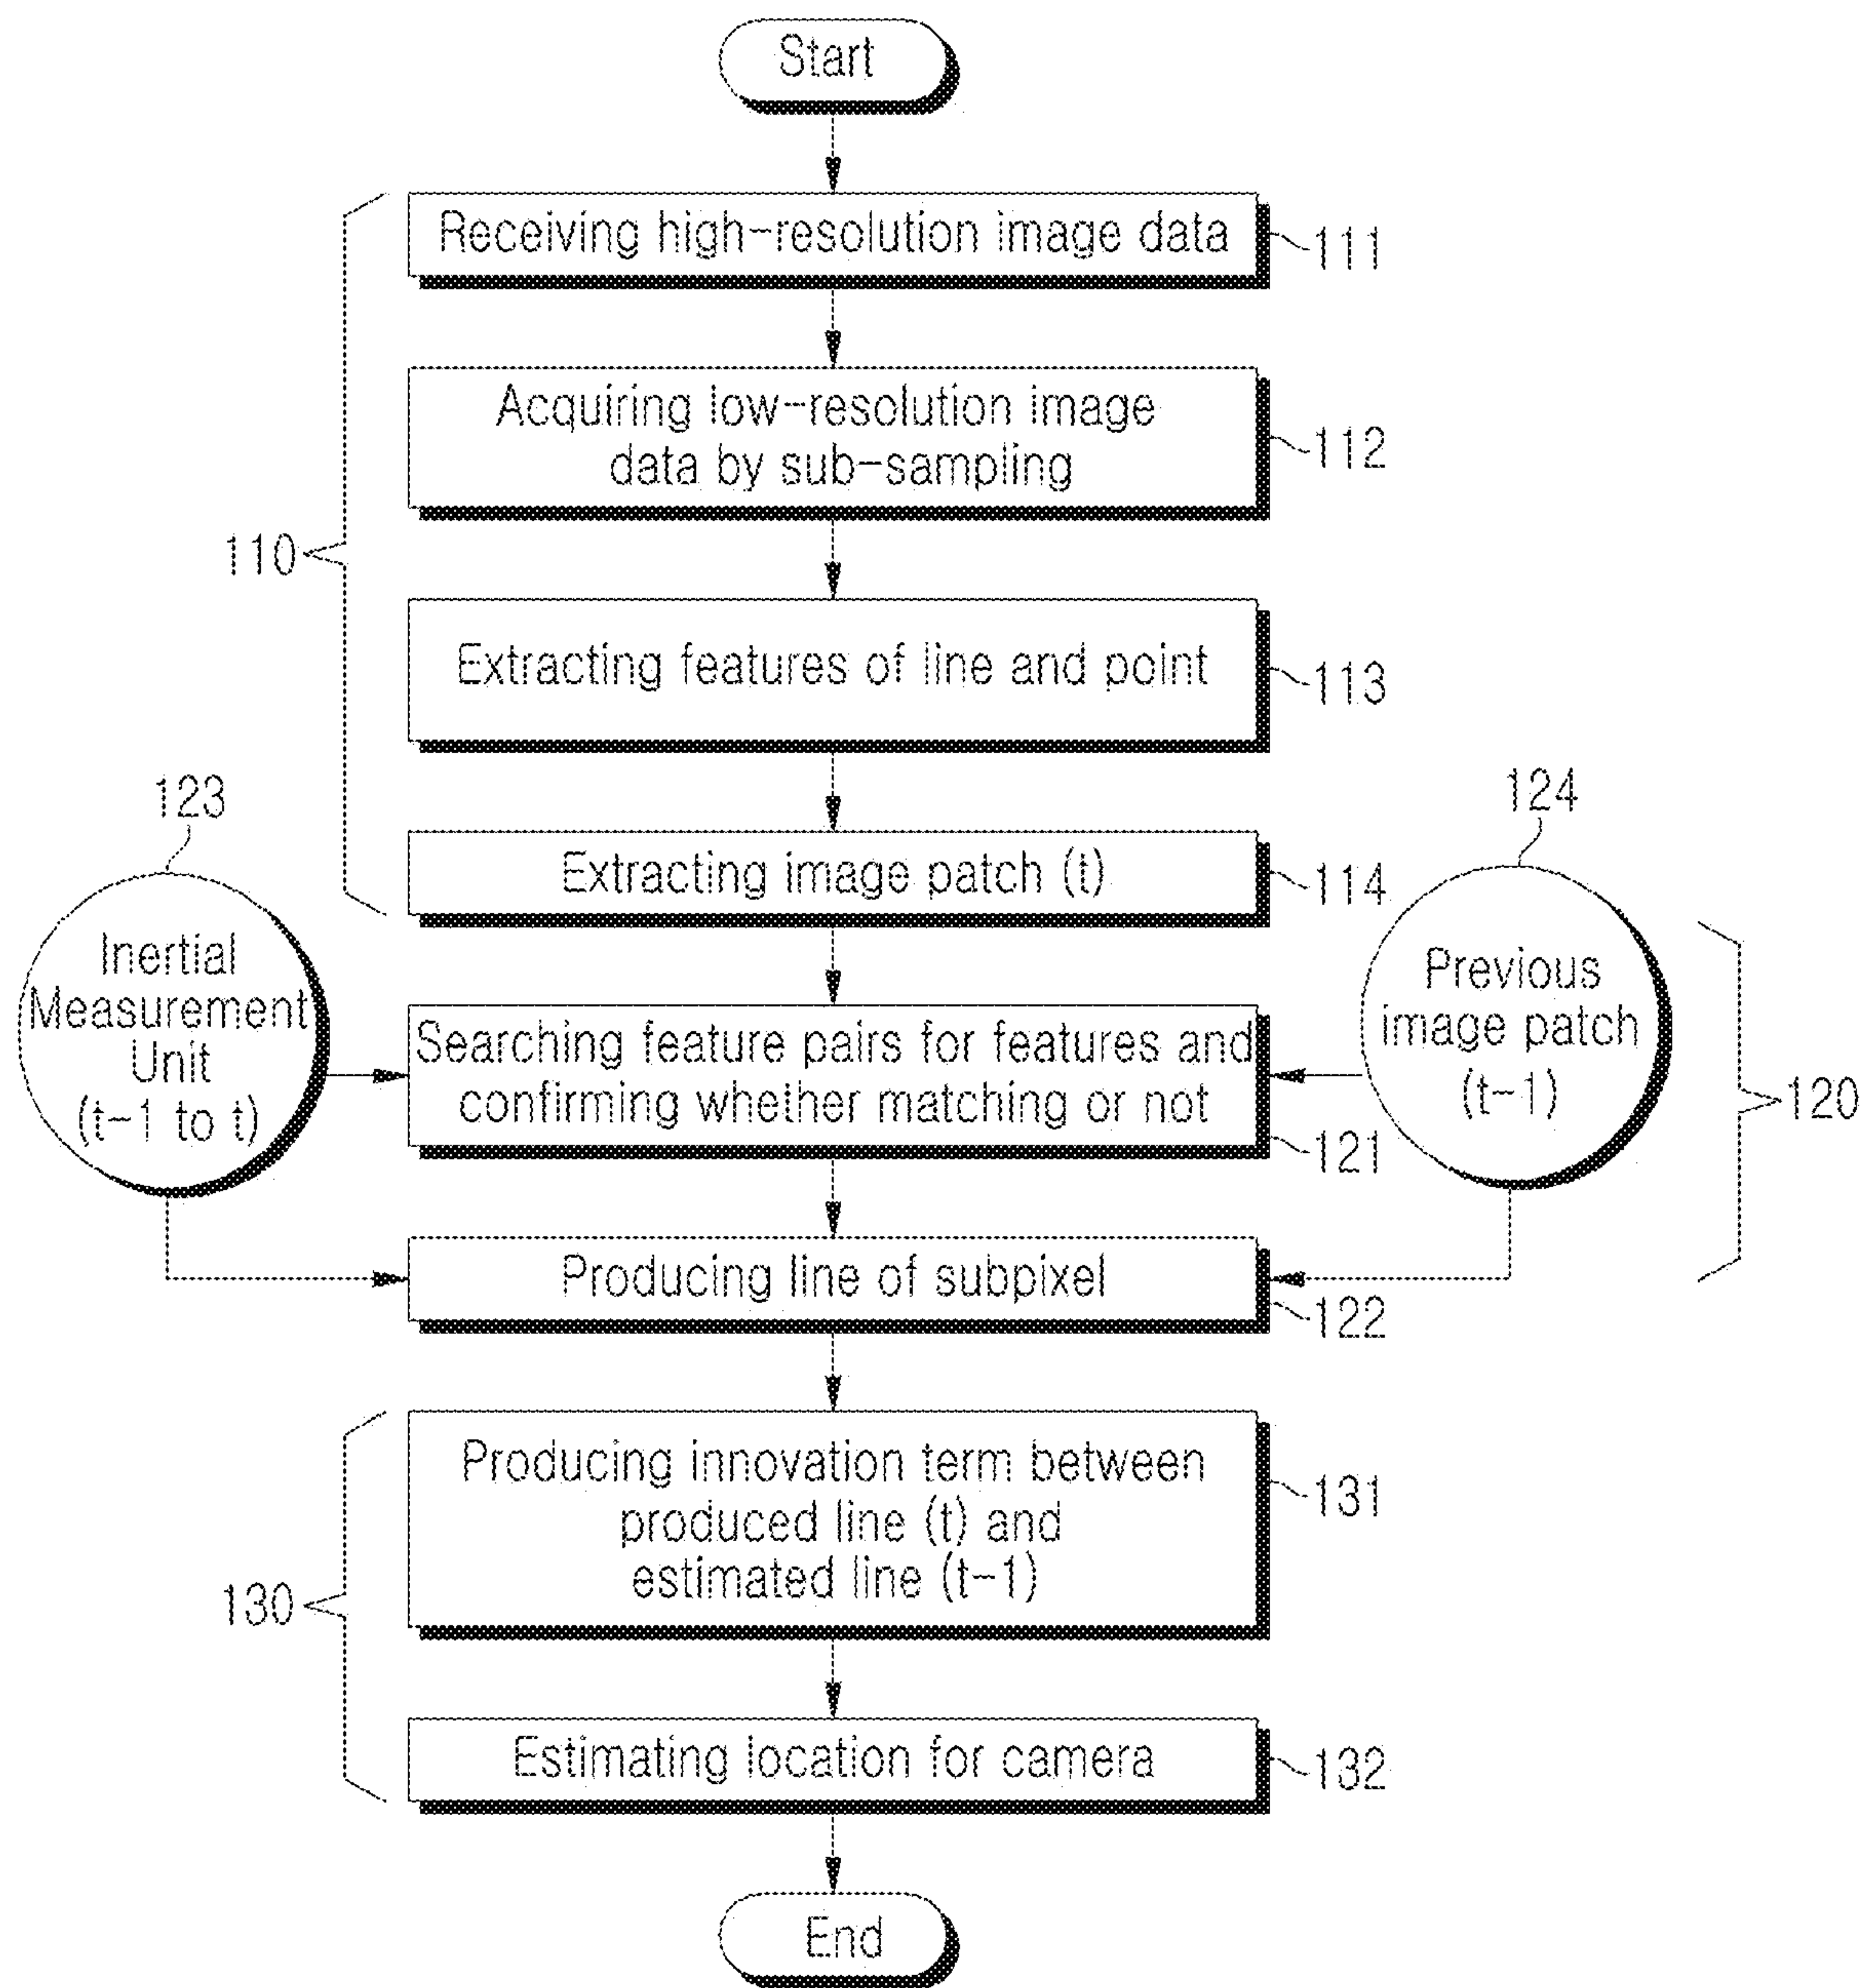 Start
Receiving high-resolution image data
111
Acquiring low-resolution image
data by sub-sampling
112
110
Extracting features of line and point
113
123
124
Extracting image patch (t)
114
Inertial
Measurement
Unit
(t-1 to t)
Previous
image patch
(t-1)
Searching feature pairs for features and
confirming whether matching or not
121
120
Producing line of subpixel
122
Producing innovation term between
produced line (t) and
estimated line (t-1)
131
130
Estimating location for camera
132
End